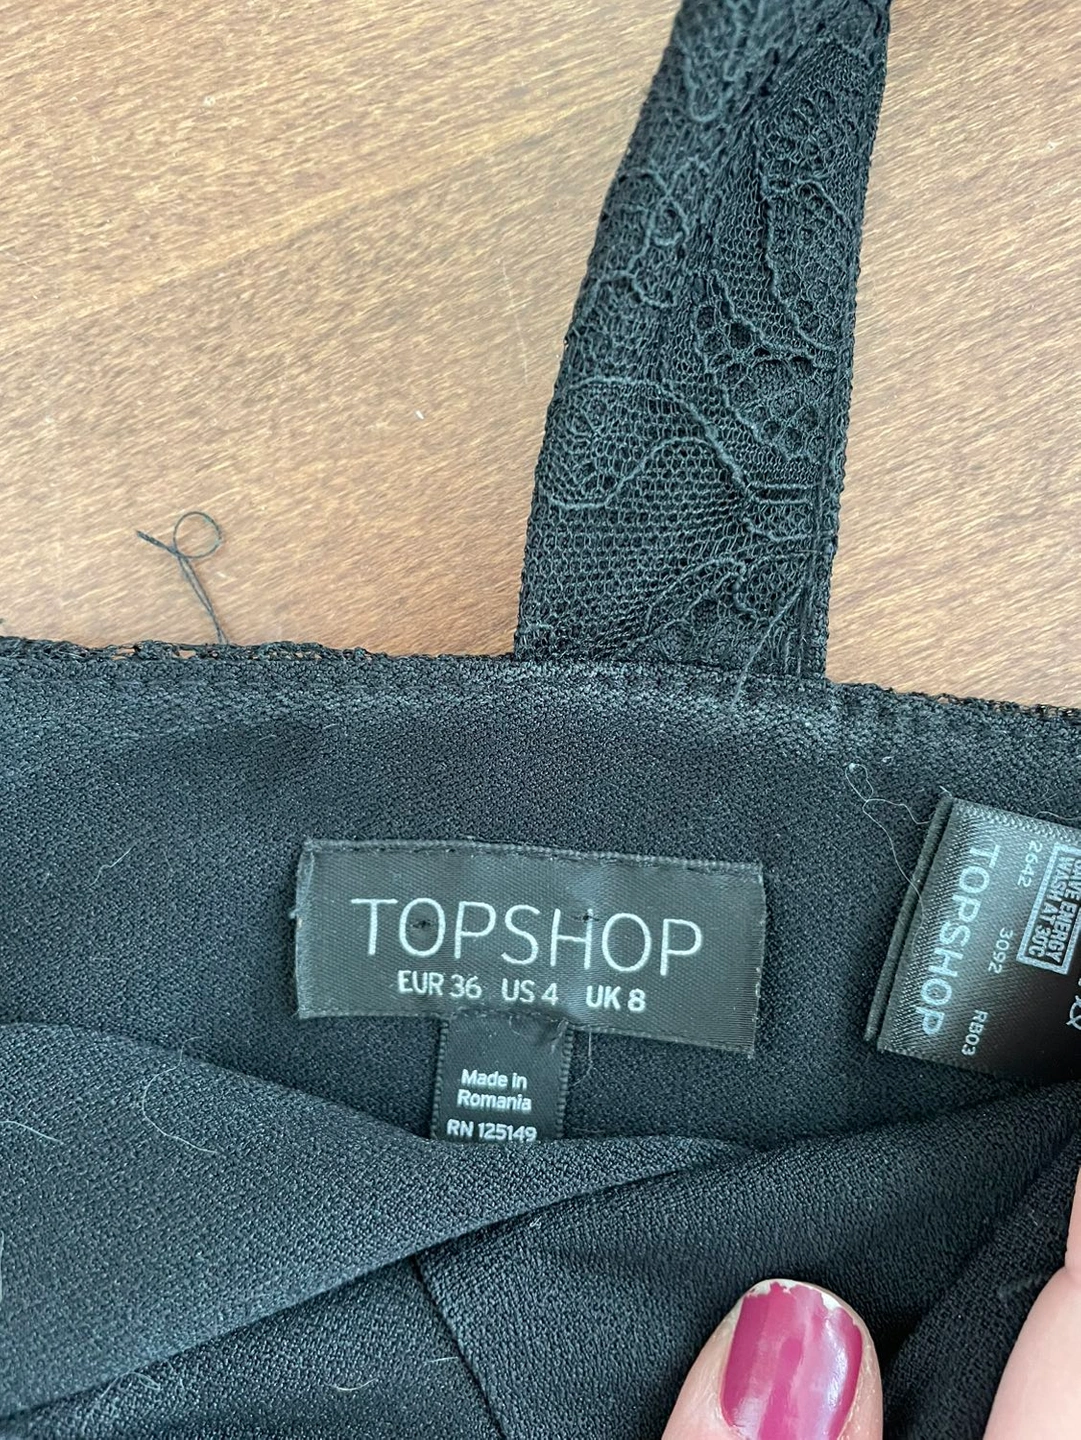 TOPSHOP
EUR 36 US 4 UK 8
Made in
Romania
RN 125149
SAVE ENERGY
WASH AT 30C
2642 3092 RB03
TOPSHOP